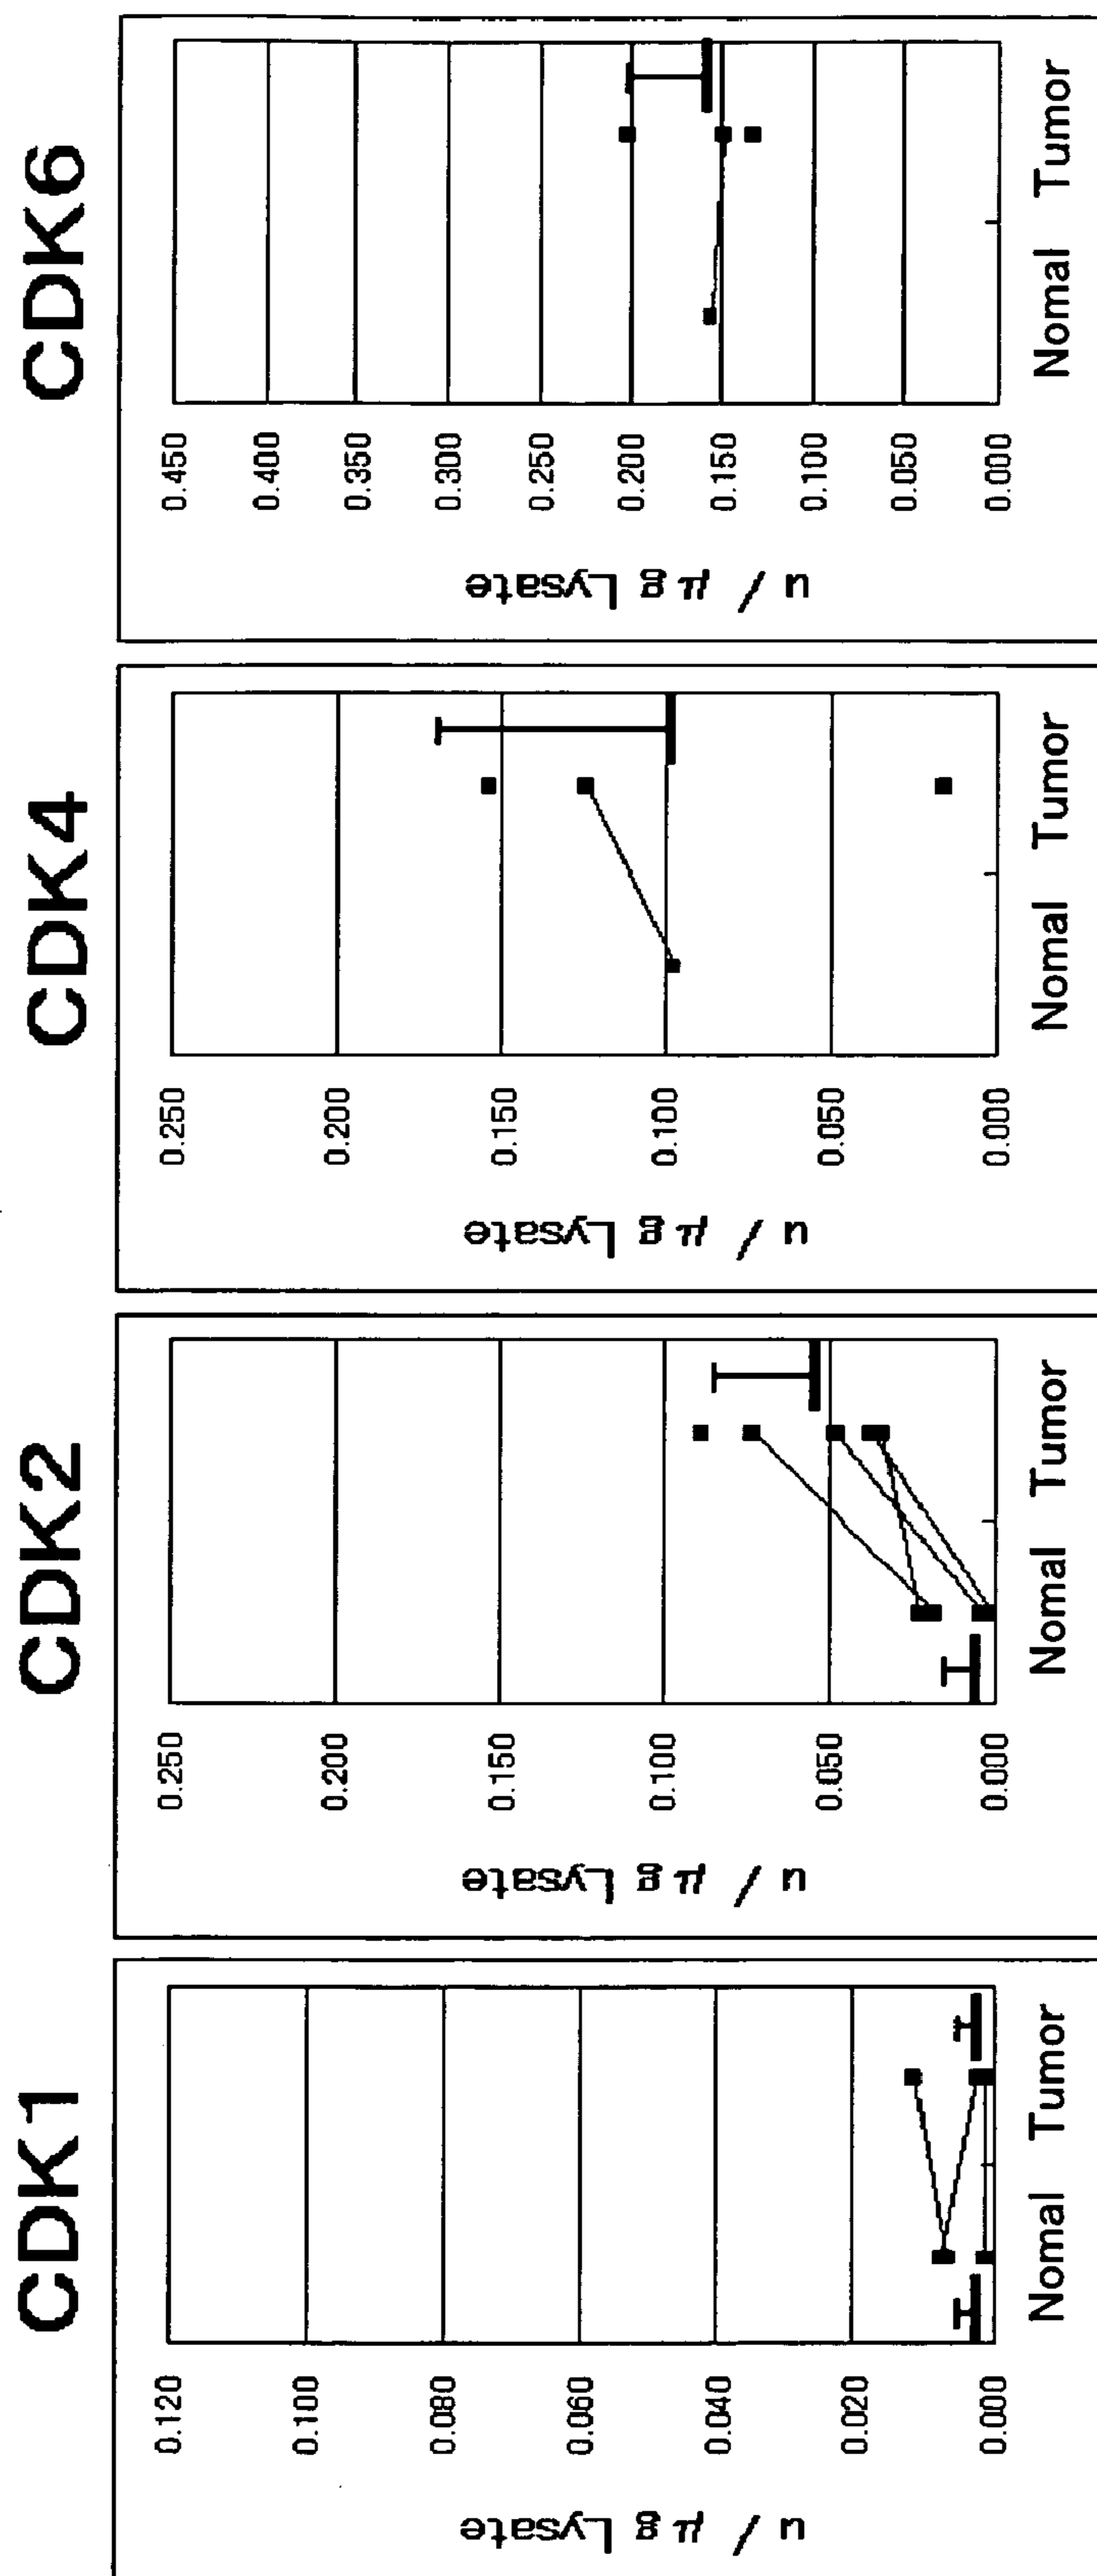 CDK1
u / μg Lysate
0.120
0.100
0.080
0.060
0.040
0.020
0.000
Nomal Tumor
CDK2
u / μg Lysate
0.250
0.200
0.150
0.100
0.050
0.000
Nomal Tumor
CDK4
u / μg Lysate
0.250
0.200
0.150
0.100
0.050
0.000
Nomal Tumor
CDK6
u / μg Lysate
0.450
0.400
0.350
0.300
0.250
0.200
0.150
0.100
0.050
0.000
Nomal Tumor